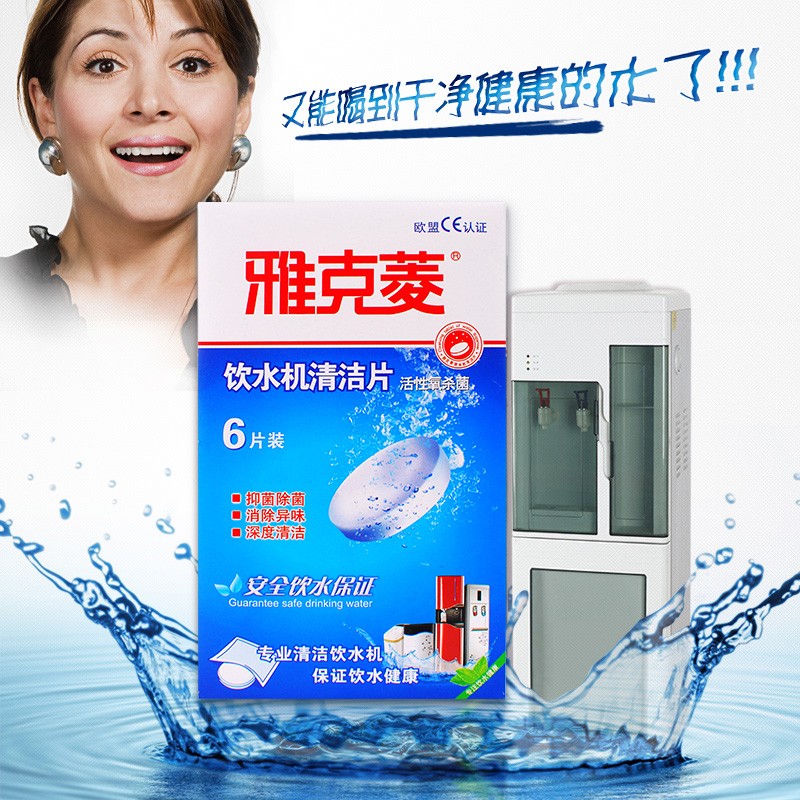 又能喝到干净健康的水了!!!
欧盟CE认证
雅克菱®
饮水机清洁片 活性氧杀菌
6片装
抑菌除菌
消除异味
深度清洁
安全饮水保证
Guarantee safe drinking water
专业清洁饮水机
保证饮水健康